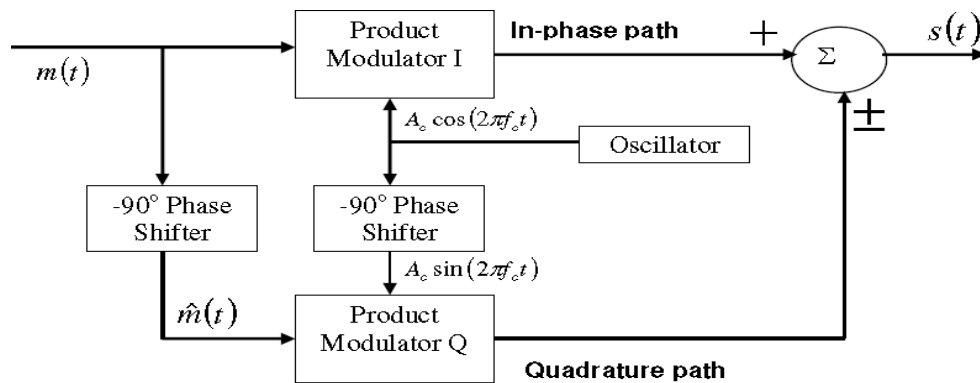 Product
Modulator I
In-phase path
+
Σ
s(t)
m(t)
A_c cos(2πf_c t)
Oscillator
±
-90° Phase
Shifter
-90° Phase
Shifter
A_c sin(2πf_c t)
m̂(t)
Product
Modulator Q
Quadrature path